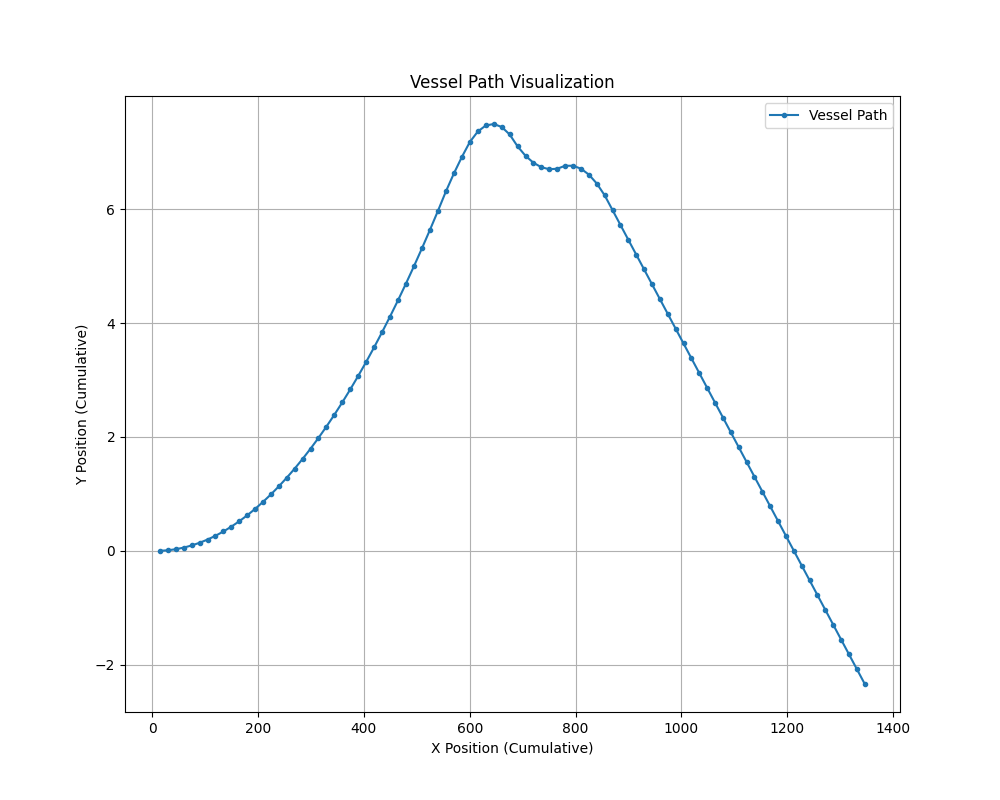 Vessel Path Visualization
Vessel Path
Y Position (Cumulative)
6
4
2
0
−2
0 200 400 600 800 1000 1200 1400
X Position (Cumulative)